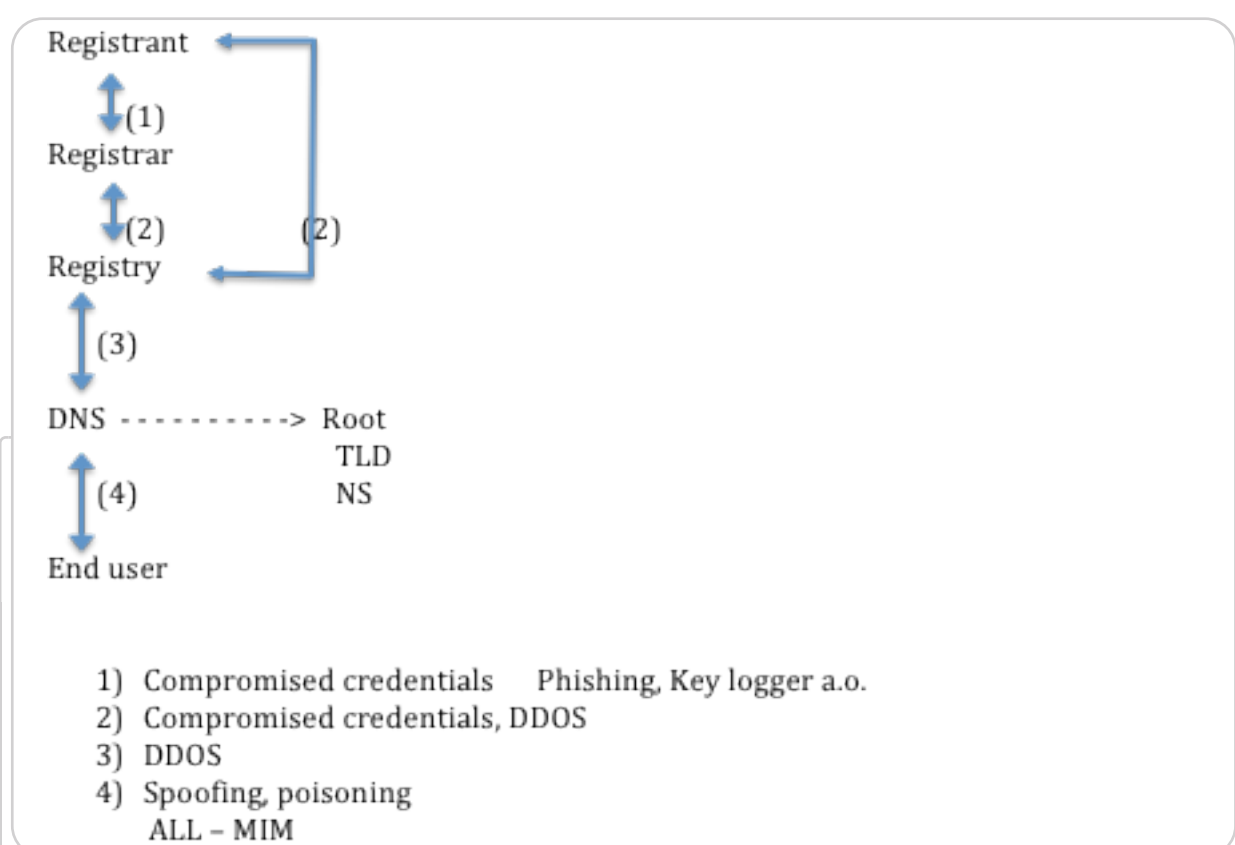 Registrant
(1)
Registrar
(2) (2)
Registry
(3)
DNS - - - - - - - - - - -> Root
TLD
(4) NS
End user
1) Compromised credentials Phishing, Key logger a.o.
2) Compromised credentials, DDOS
3) DDOS
4) Spoofing, poisoning
ALL – MIM